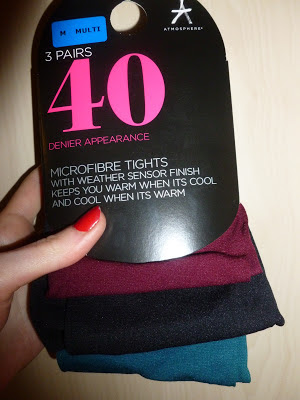 M MULTI
ATMOSPHERE
3 PAIRS
40
DENIER APPEARANCE
MICROFIBRE TIGHTS
WITH WEATHER SENSOR FINISH
KEEPS YOU WARM WHEN ITS COOL
AND COOL WHEN ITS WARM